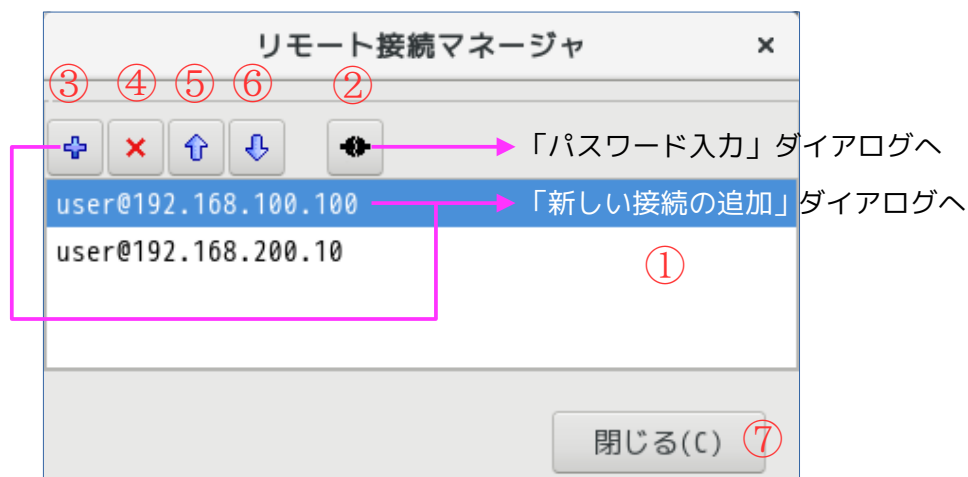 リモート接続マネージャ ×
③ ④ ⑤ ⑥ ②
「パスワード入力」ダイアログへ
user@192.168.100.100 「新しい接続の追加」ダイアログへ
user@192.168.200.10
①
閉じる(C) ⑦